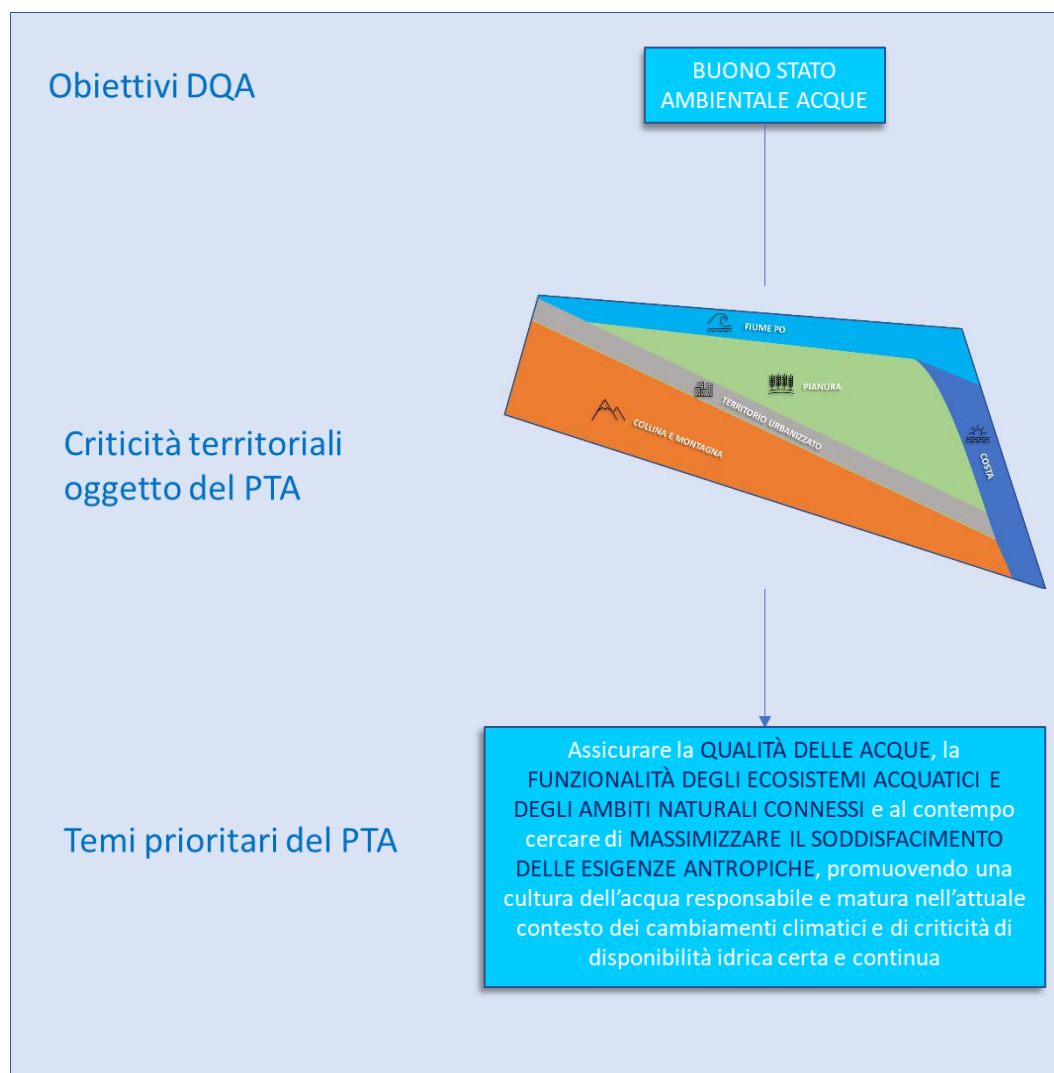 Obiettivi DQA
BUONO STATO
AMBIENTALE ACQUE
Criticità territoriali
oggetto del PTA
FIUME PO
PIANURA
TERRITORIO URBANIZZATO
COLLINA E MONTAGNA
COSTA
Temi prioritari del PTA
Assicurare la QUALITÀ DELLE ACQUE, la
FUNZIONALITÀ DEGLI ECOSISTEMI ACQUATICI E
DEGLI AMBITI NATURALI CONNESSI e al contempo
cercare di MASSIMIZZARE IL SODDISFACIMENTO
DELLE ESIGENZE ANTROPICHE, promuovendo una
cultura dell’acqua responsabile e matura nell’attuale
contesto dei cambiamenti climatici e di criticità di
disponibilità idrica certa e continua